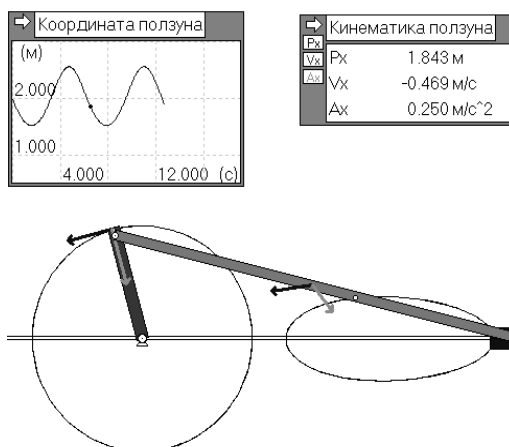 Координата ползуна
(м)
2.000
1.000
4.000 12.000 (с)
Кинематика ползуна
Px
Vx
Ax
Px 1.843 м
Vx -0.469 м/с
Ax 0.250 м/с^2